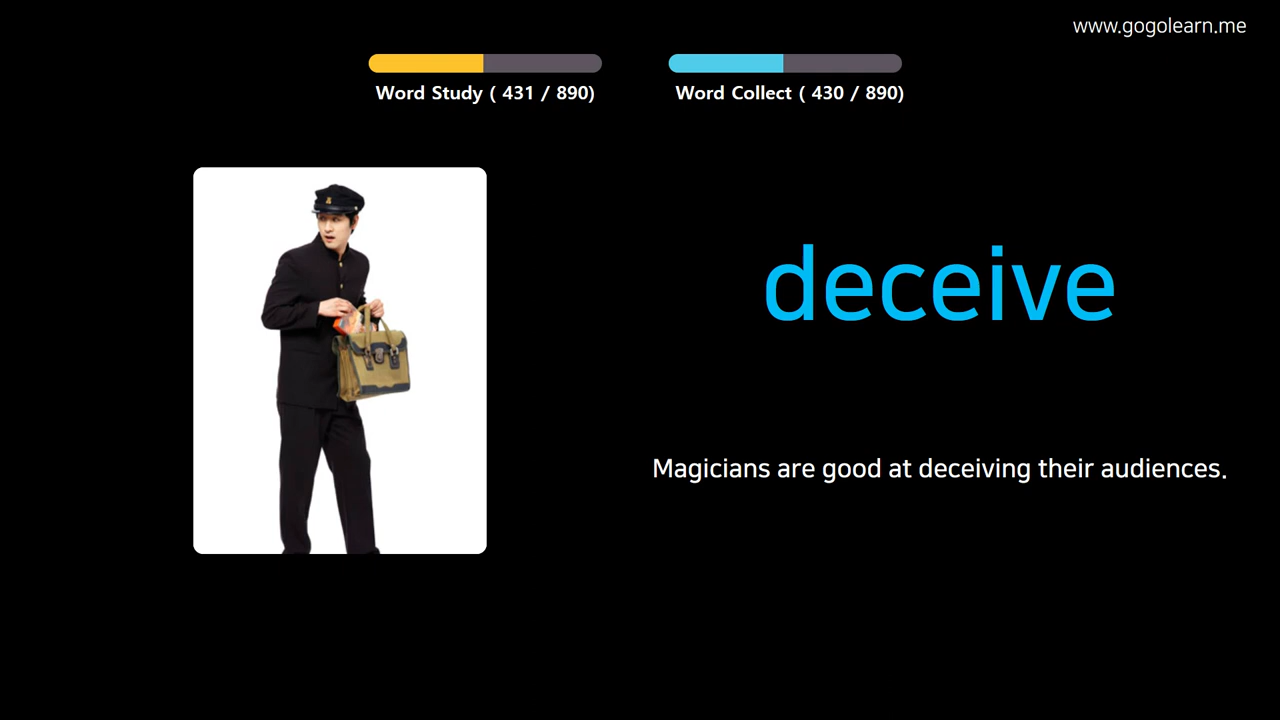 www.gogolearn.me
Word Study ( 431 / 890)
Word Collect ( 430 / 890)
deceive
Magicians are good at deceiving their audiences.